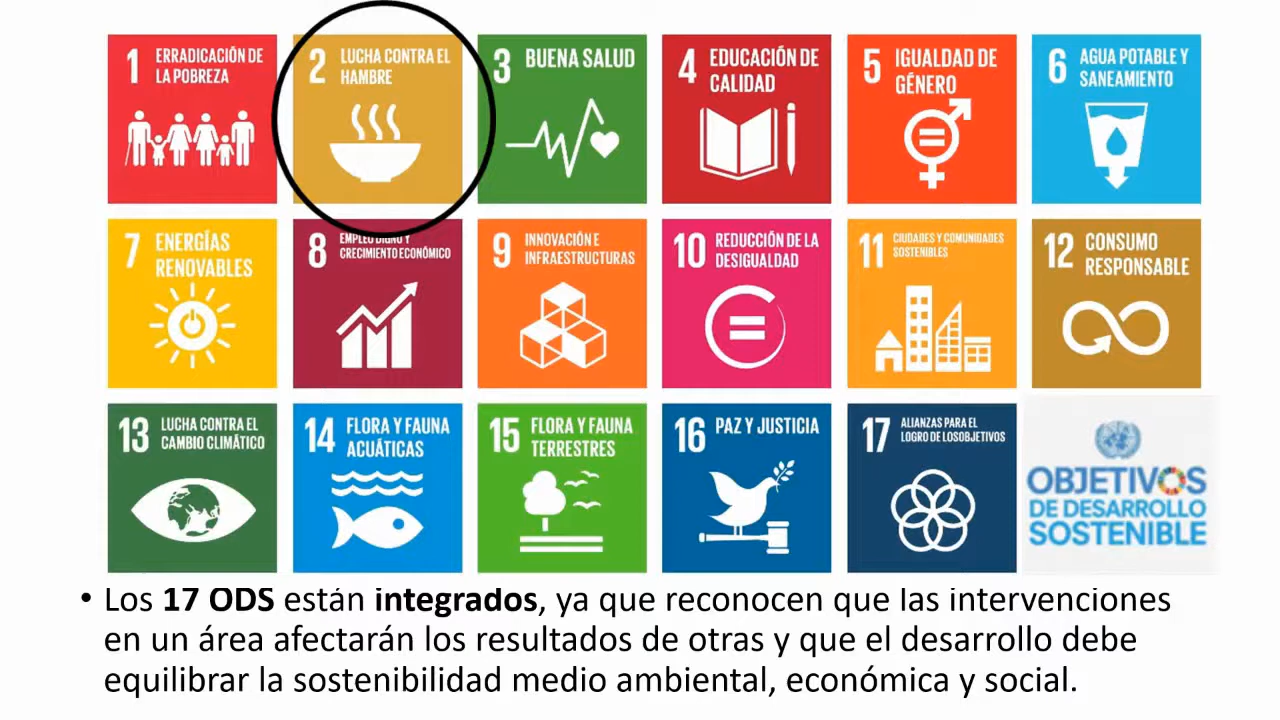 1 ERRADICACIÓN DE
LA POBREZA
2 LUCHA CONTRA EL
HAMBRE
3 BUENA SALUD
4 EDUCACIÓN DE
CALIDAD
5 IGUALDAD DE
GÉNERO
6 AGUA POTABLE Y
SANEAMIENTO
7 ENERGÍAS
RENOVABLES
8 EMPLEO DIGNO Y
CRECIMIENTO ECONÓMICO
9 INNOVACIÓN E
INFRAESTRUCTURAS
10 REDUCCIÓN DE LA
DESIGUALDAD
11 CIUDADES Y COMUNIDADES
SOSTENIBLES
12 CONSUMO
RESPONSABLE
13 LUCHA CONTRA EL
CAMBIO CLIMÁTICO
14 FLORA Y FAUNA
ACUÁTICAS
15 FLORA Y FAUNA
TERRESTRES
16 PAZ Y JUSTICIA
17 ALIANZAS PARA EL
LOGRO DE LOSOBJETIVOS
OBJETIVOS
DE DESARROLLO
SOSTENIBLE
• Los 17 ODS están integrados, ya que reconocen que las intervenciones
en un área afectarán los resultados de otras y que el desarrollo debe
equilibrar la sostenibilidad medio ambiental, económica y social.